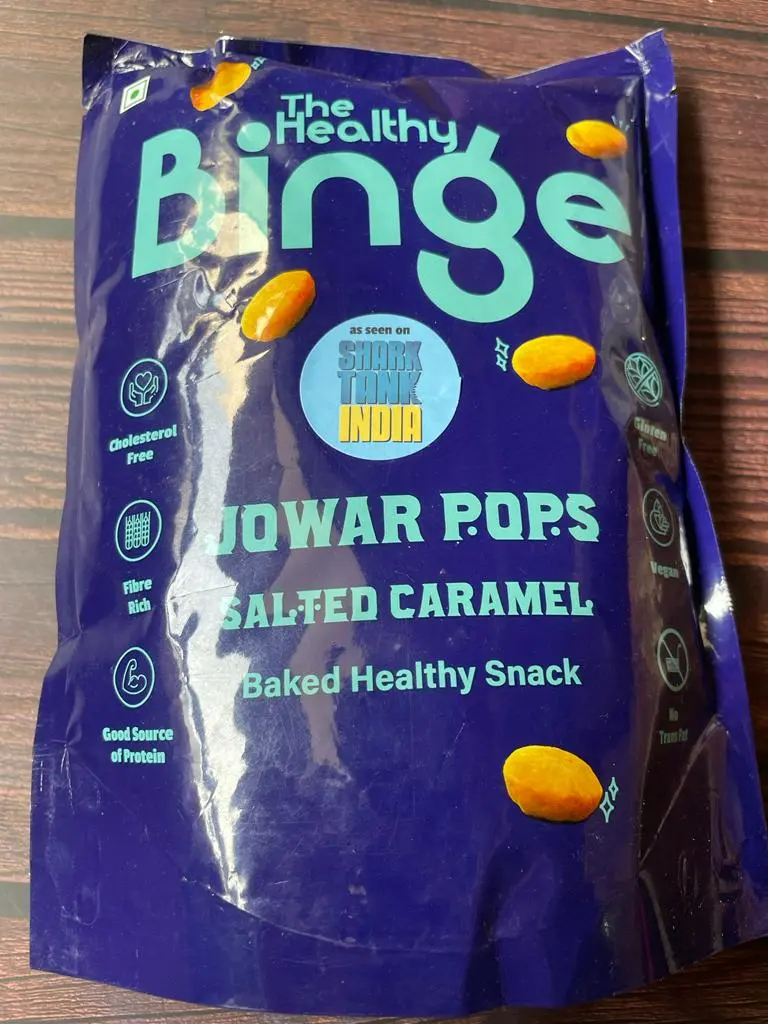 The
Healthy
Binge
as seen on
SHARK
TANK
INDIA
Cholesterol
Free
Gluten
Free
JOWAR POPS
Fibre
Rich
Vegan
SALTED CARAMEL
Baked Healthy Snack
Good Source
of Protein
No
Trans Fat